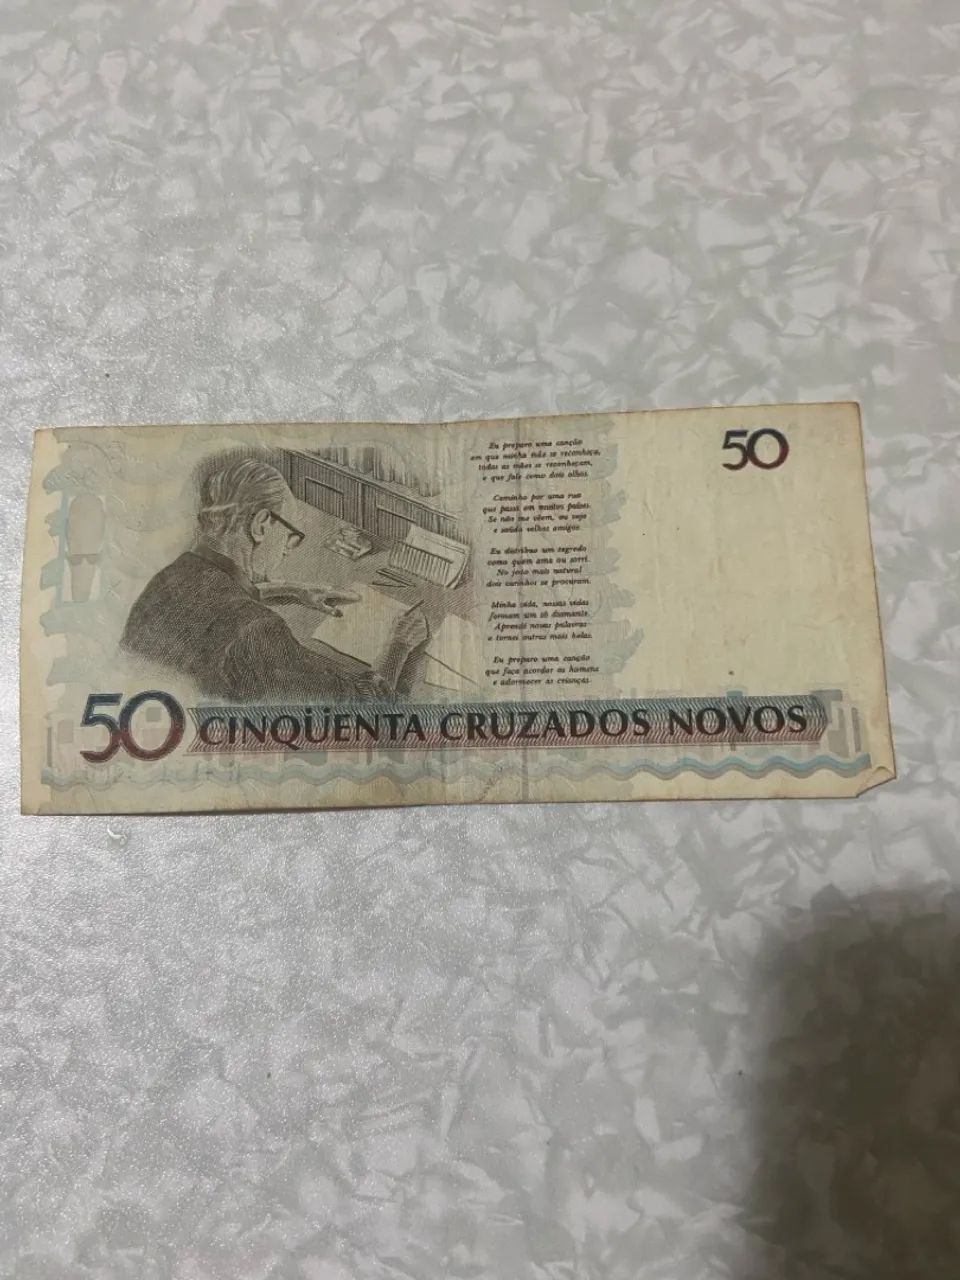 Eu preparo uma canção
em que minha mãe se reconheça,
todas as mães se reconheçam,
e que fale como dois olhos.
Caminho por uma rua
que passa em muitos países.
Se não me vêem, eu vejo
e saúdo velhos amigos.
Eu distribuo um segredo
como quem ama ou sorri.
No jeito mais natural
dois carinhos se procuram.
Minha vida, nossas vidas
formam um só diamante.
Aprendi novas palavras
e tornei outras mais belas.
Eu preparo uma canção
que faça acordar os homens
e adormecer as crianças.
50
50 CINQÜENTA CRUZADOS NOVOS